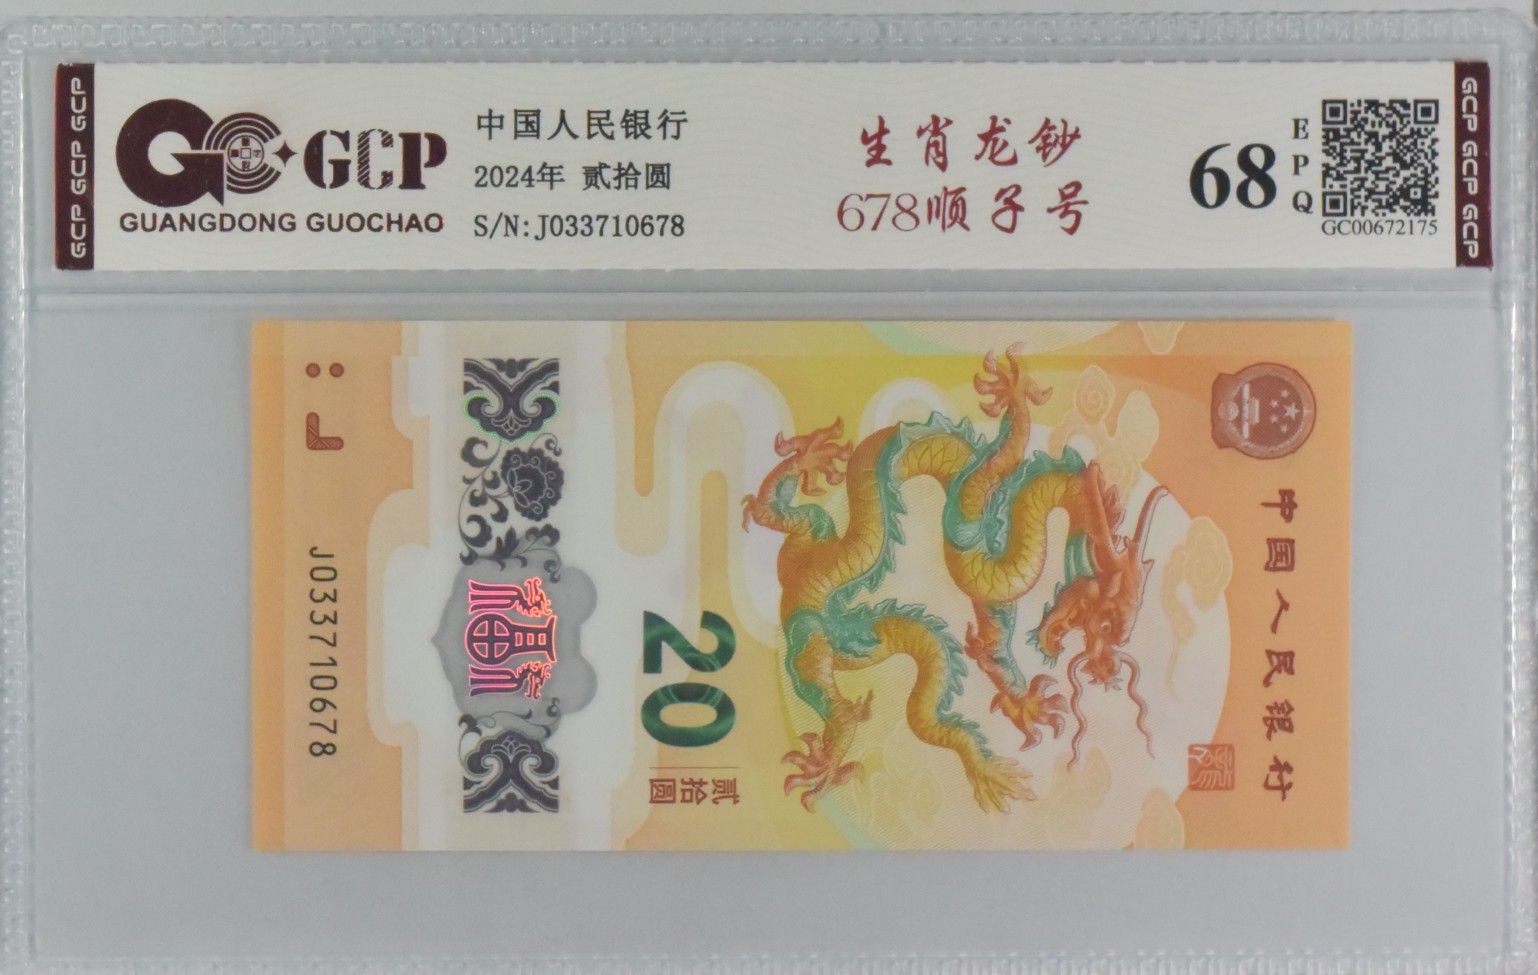 GCP GCP GCP
GCP
GUANGDONG GUOCHAO
中国人民银行
2024年 贰拾圆
S/N:J033710678
生肖龙钞
678顺子号
68
EPQ
GC00672175
GCP GCP GCP
中国人民银行
20
贰拾圆
J033710678